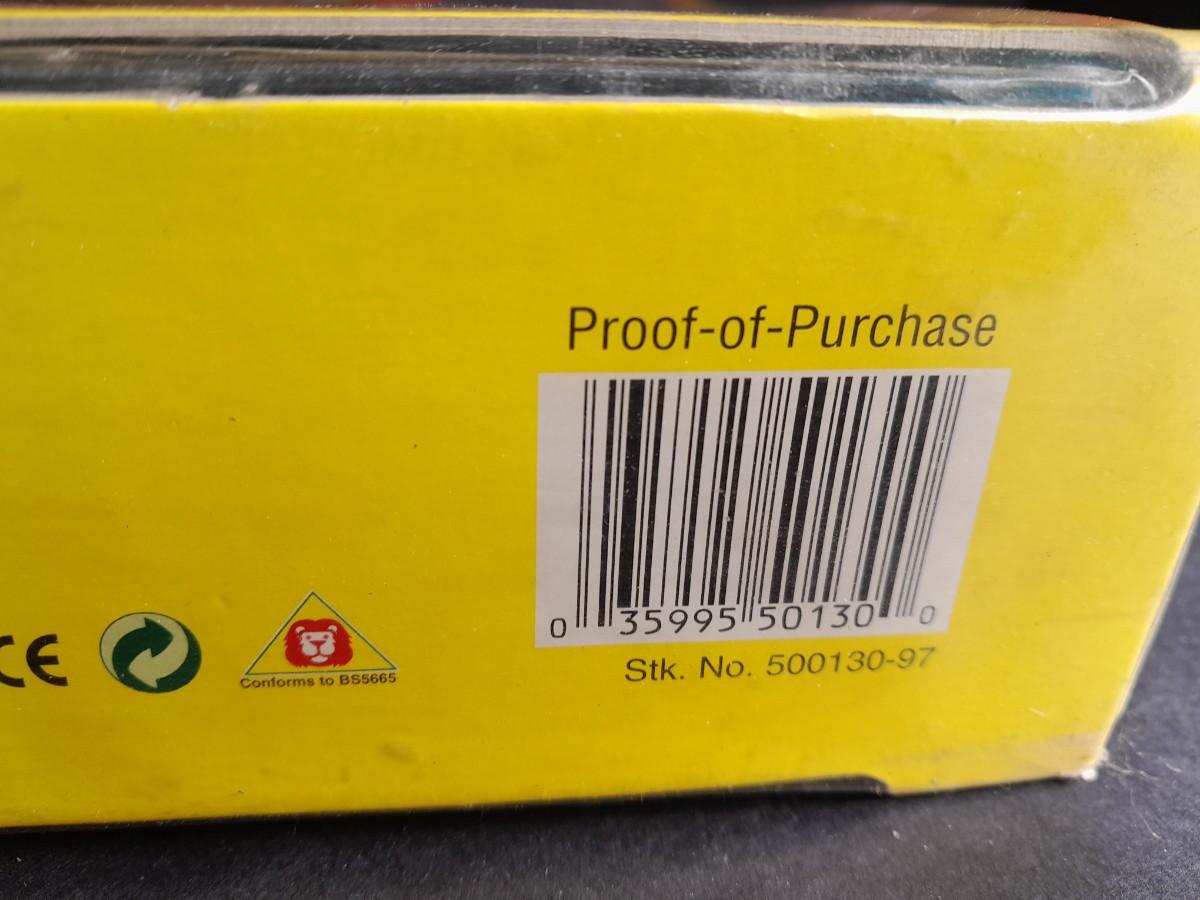 Proof-of-Purchase
0 35995 50130 0
Stk. No. 500130-97
CE
Conforms to BS5665